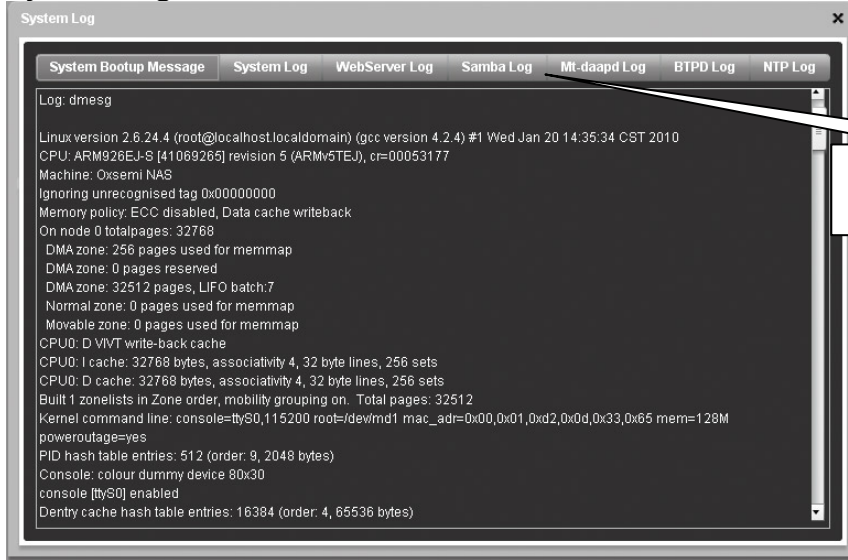 System Log
System Bootup Message System Log WebServer Log Samba Log Mt-daapd Log BTPD Log NTP Log
Log: dmesg
Linux version 2.6.24.4 (root@localhost.localdomain) (gcc version 4.2.4) #1 Wed Jan 20 14:35:34 CST 2010
CPU: ARM926EJ-S [41069265] revision 5 (ARMv5TEJ), cr=00053177
Machine: Oxsemi NAS
Ignoring unrecognised tag 0x00000000
Memory policy: ECC disabled, Data cache writeback
On node 0 totalpages: 32768
DMA zone: 256 pages used for memmap
DMA zone: 0 pages reserved
DMA zone: 32512 pages, LIFO batch:7
Normal zone: 0 pages used for memmap
Movable zone: 0 pages used for memmap
CPU0: D VIVT write-back cache
CPU0: I cache: 32768 bytes, associativity 4, 32 byte lines, 256 sets
CPU0: D cache: 32768 bytes, associativity 4, 32 byte lines, 256 sets
Built 1 zonelists in Zone order, mobility grouping on. Total pages: 32512
Kernel command line: console=ttyS0,115200 root=/dev/md1 mac_adr=0x00,0x01,0xd2,0x0d,0x33,0x65 mem=128M
poweroutage=yes
PID hash table entries: 512 (order: 9, 2048 bytes)
Console: colour dummy device 80x30
console [ttyS0] enabled
Dentry cache hash table entries: 16384 (order: 4, 65536 bytes)